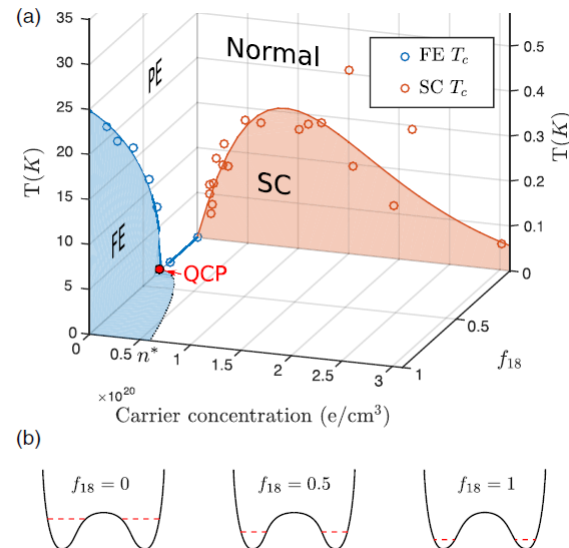 (a)
35
30
25
20
15
10
5
0
T(K)
PE
Normal
FE T_c
SC T_c
0.5
0.4
0.3
0.2
0.1
0
T(K)
SC
FE
QCP
0
0.5
n*
1
1.5
2
2.5
3
1
0.5
f_18
×10^20
Carrier concentration (e/cm^3)
(b)
f_18 = 0
f_18 = 0.5
f_18 = 1